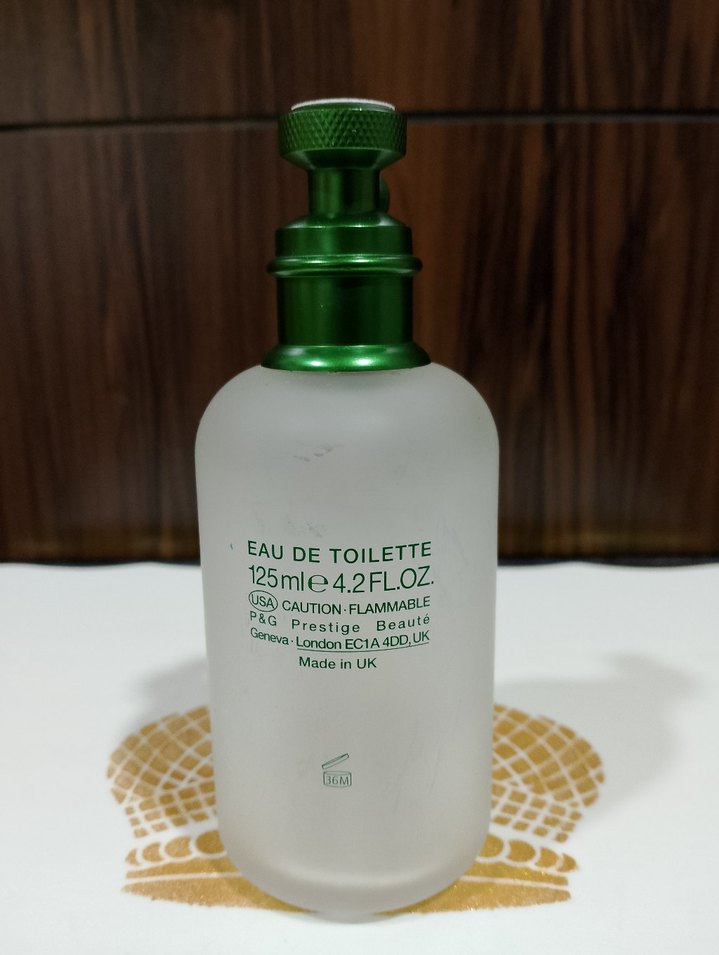 EAU DE TOILETTE
125ml℮4.2FL.OZ.
USA CAUTION·FLAMMABLE
P&G Prestige Beauté
Geneva·London EC1A 4DD, UK
Made in UK
36M